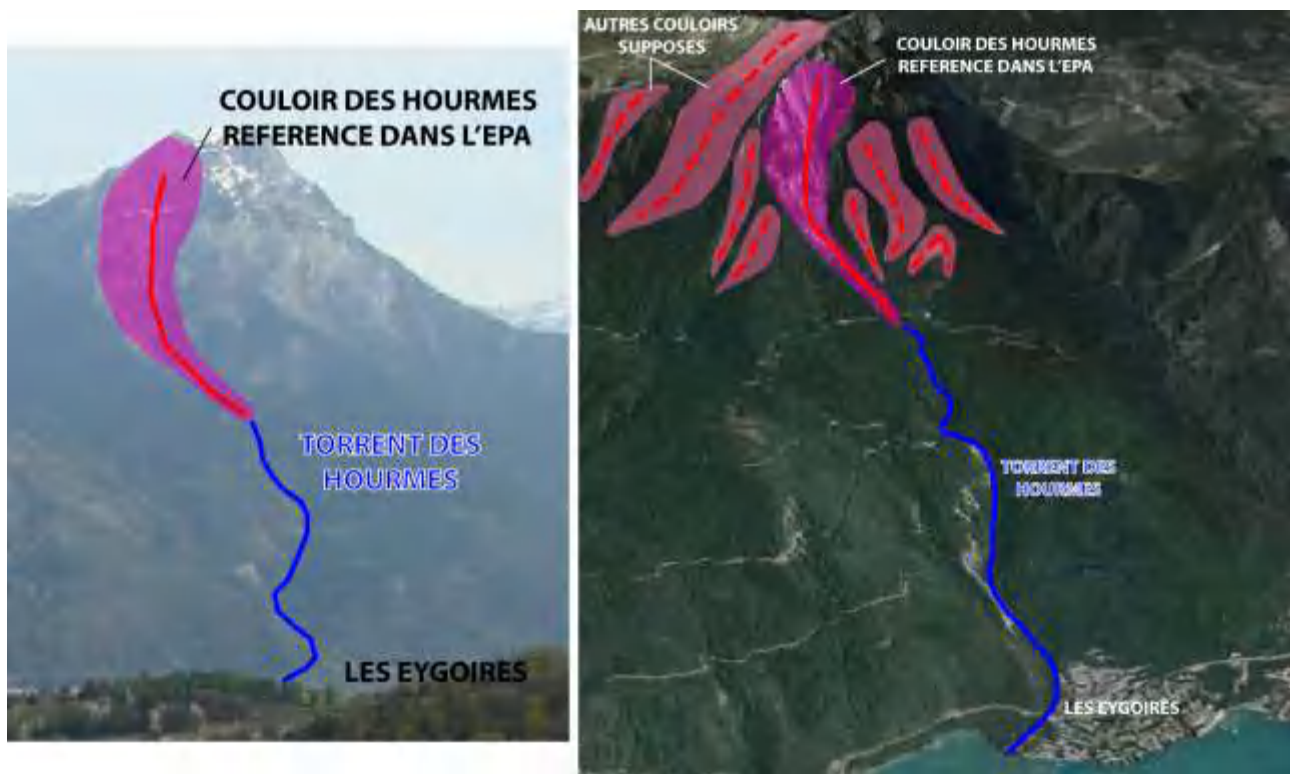 COULOIR DES HOURMES
REFERENCE DANS L'EPA
TORRENT DES
HOURMES
LES EYGOIRES
AUTRES COULOIRS
SUPPOSES
COULOIR DES HOURMES
REFERENCE DANS L'EPA
TORRENT DES
HOURMES
LES EYGOIRES